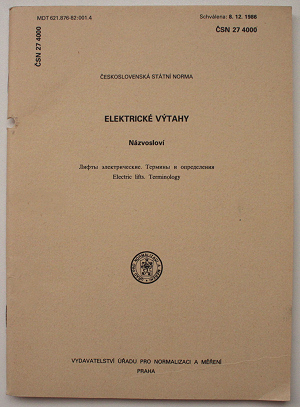 MDT 621.876-82:001.4
Schválena: 8. 12. 1986
ČSN 27 4000
ČSN 27 4000
ČESKOSLOVENSKÁ STÁTNÍ NORMA
ELEKTRICKÉ VÝTAHY
Názvosloví
Лифты электрические. Термины и определения
Electric lifts. Terminology
VYDAVATELSTVÍ ÚŘADU PRO NORMALIZACI A MĚŘENÍ
PRAHA